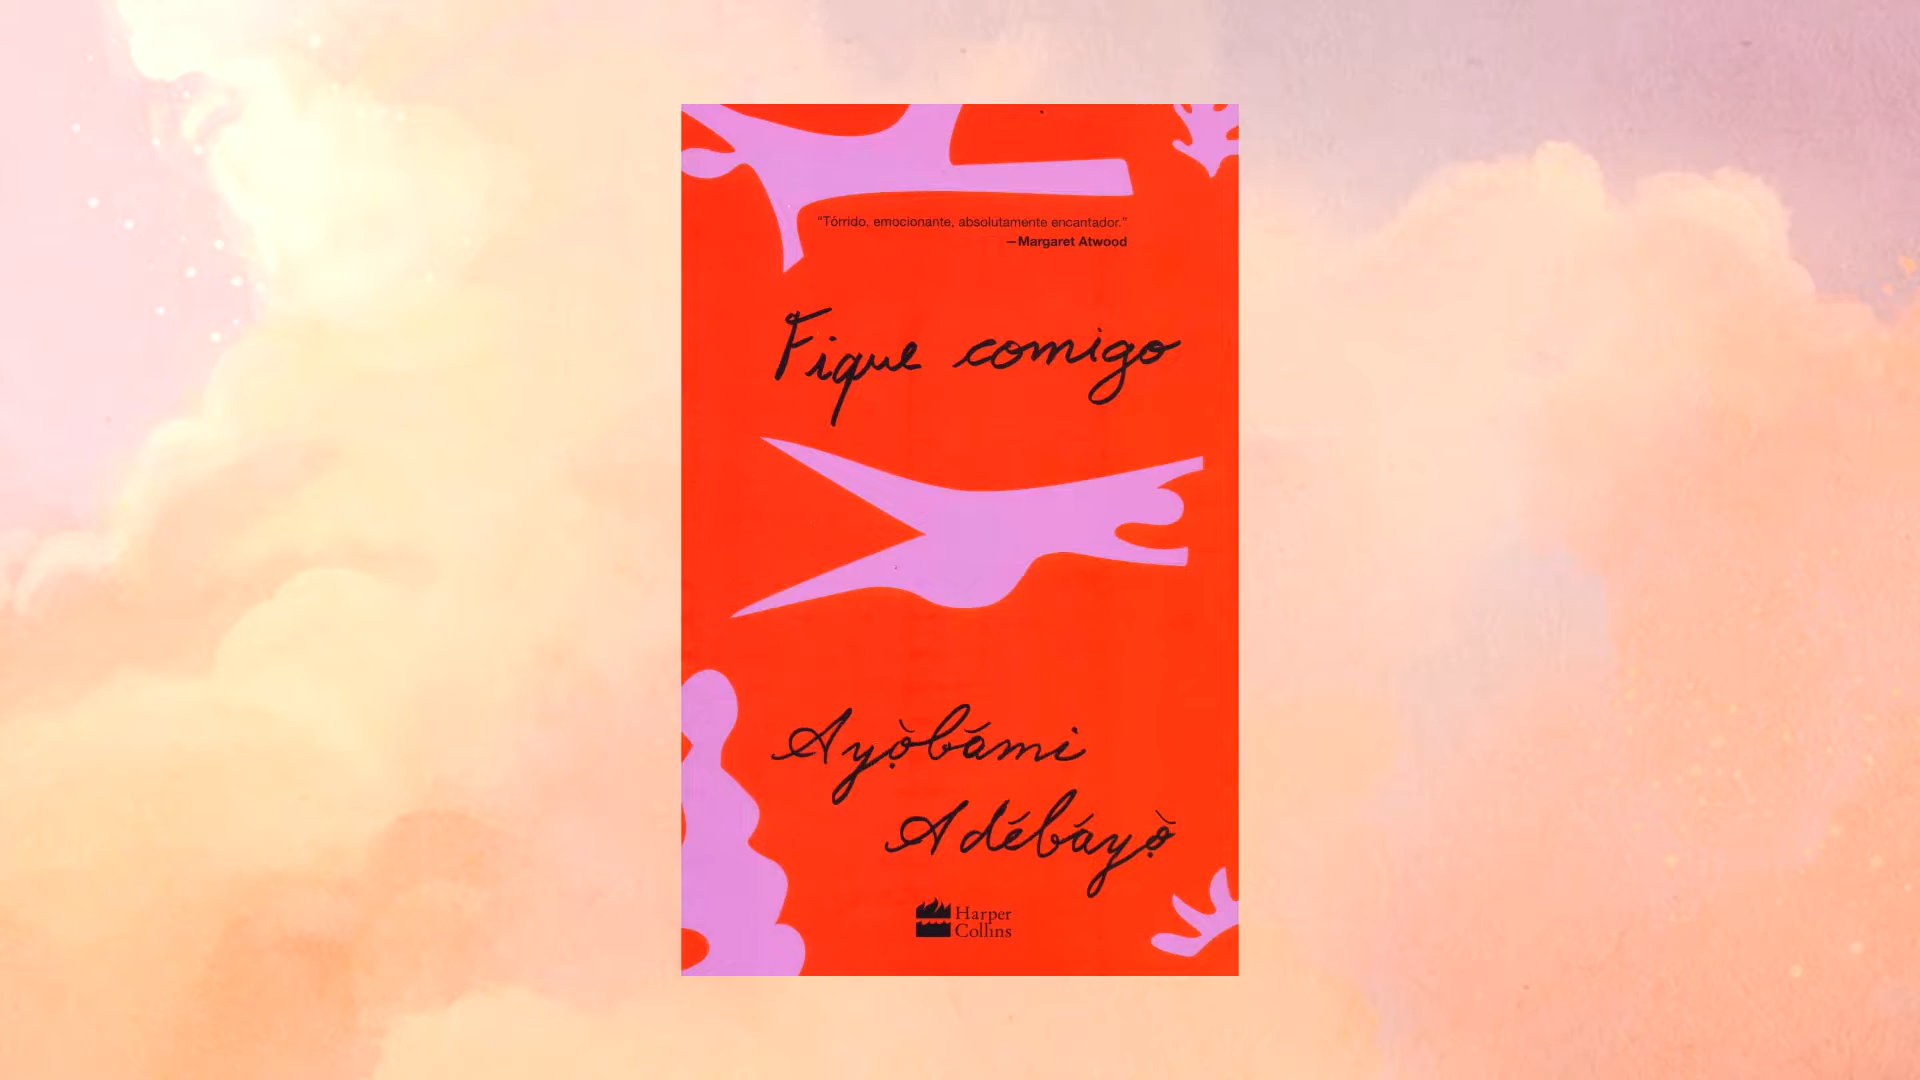 “Tórrido, emocionante, absolutamente encantador.”
—Margaret Atwood
Fique comigo
Ayọ̀bámi
Adébáyọ̀
Harper
Collins